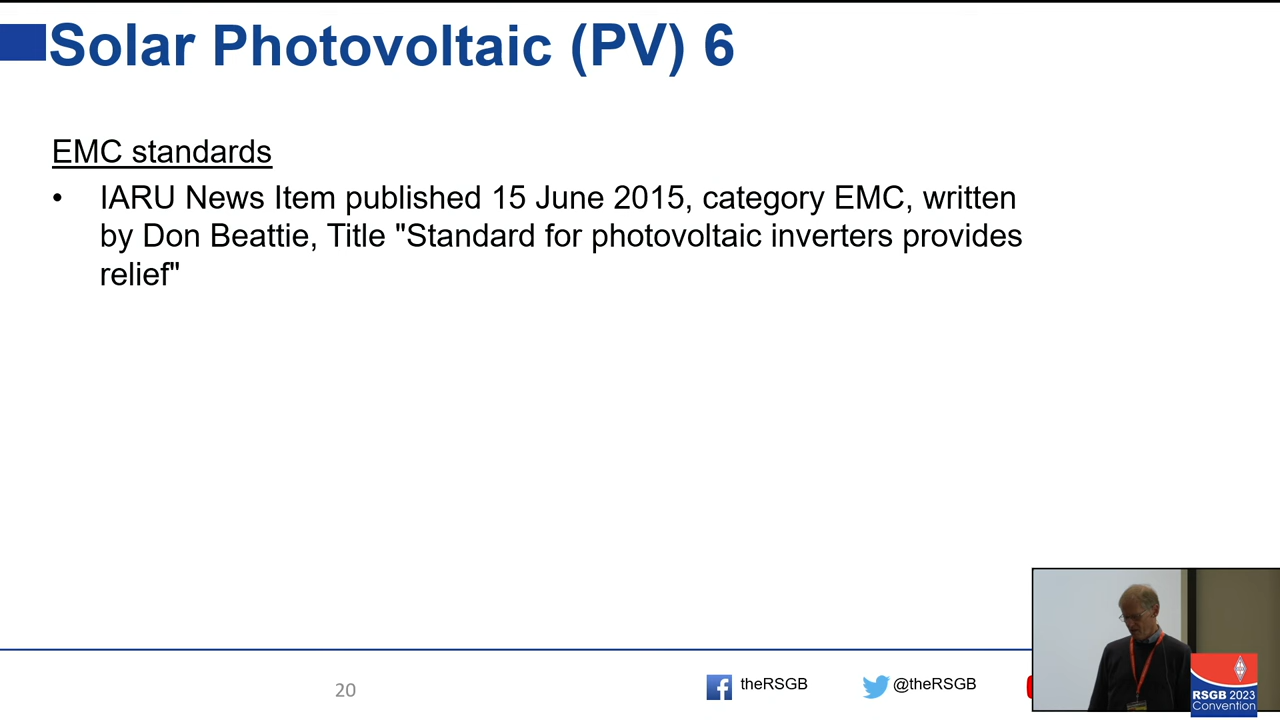 Solar Photovoltaic (PV) 6
EMC standards
• IARU News Item published 15 June 2015, category EMC, written
by Don Beattie, Title "Standard for photovoltaic inverters provides
relief"
20
theRSGB
@theRSGB
RSGB 2023
Convention